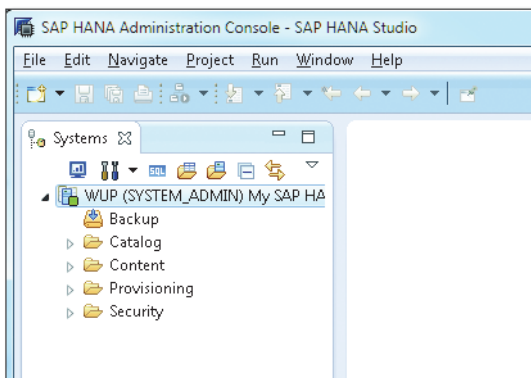 SAP HANA Administration Console - SAP HANA Studio
File Edit Navigate Project Run Window Help
Systems
SQL
WUP (SYSTEM_ADMIN) My SAP HA
Backup
Catalog
Content
Provisioning
Security